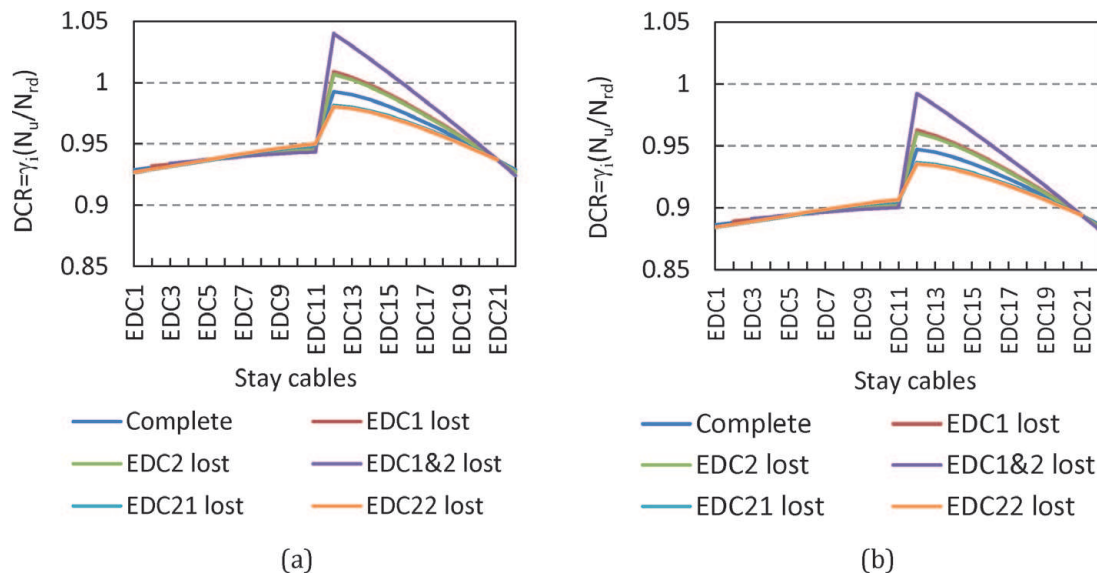 1.05
1
0.95
0.9
0.85
DCR=γi(Nu/Nrd)
EDC1
EDC3
EDC5
EDC7
EDC9
EDC11
EDC13
EDC15
EDC17
EDC19
EDC21
Stay cables
Complete
EDC1 lost
EDC2 lost
EDC1&2 lost
EDC21 lost
EDC22 lost
(a)
1.05
1
0.95
0.9
0.85
DCR=γi(Nu/Nrd)
EDC1
EDC3
EDC5
EDC7
EDC9
EDC11
EDC13
EDC15
EDC17
EDC19
EDC21
Stay cables
Complete
EDC1 lost
EDC2 lost
EDC1&2 lost
EDC21 lost
EDC22 lost
(b)